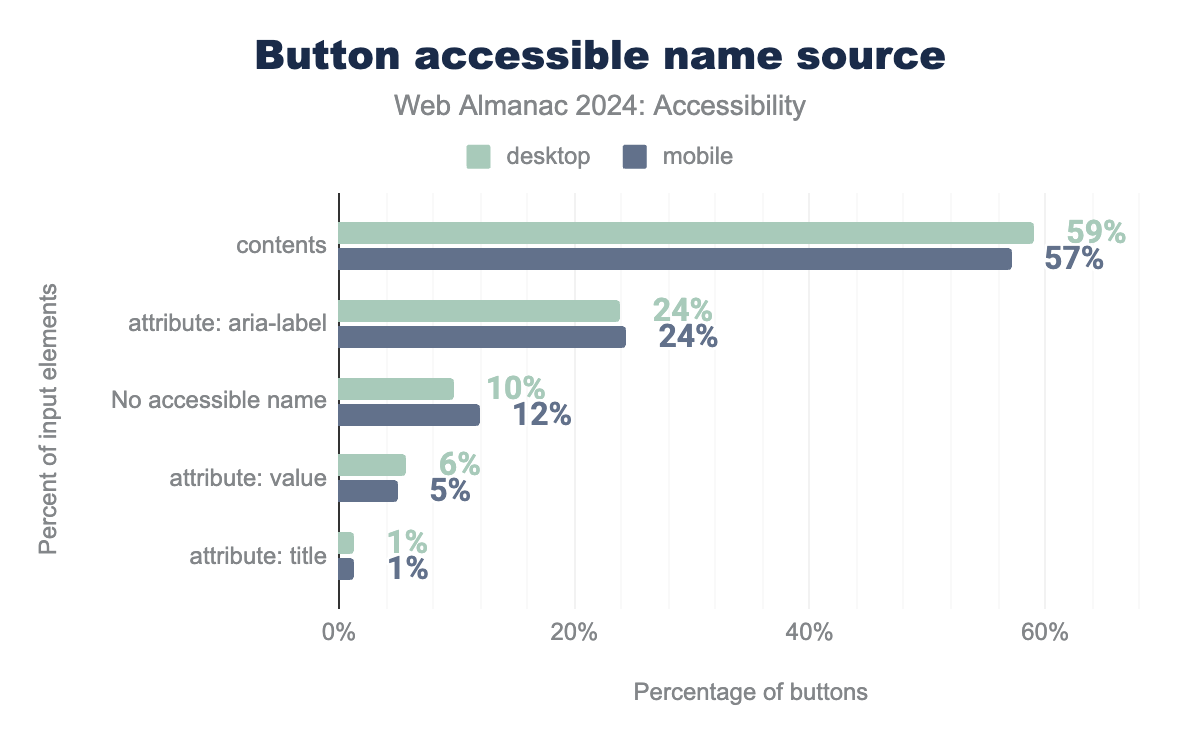 Button accessible name source
Web Almanac 2024: Accessibility
desktop mobile
Percent of input elements
contents 59%
57%
attribute: aria-label 24%
24%
No accessible name 10%
12%
attribute: value 6%
5%
attribute: title 1%
1%
0% 20% 40% 60%
Percentage of buttons